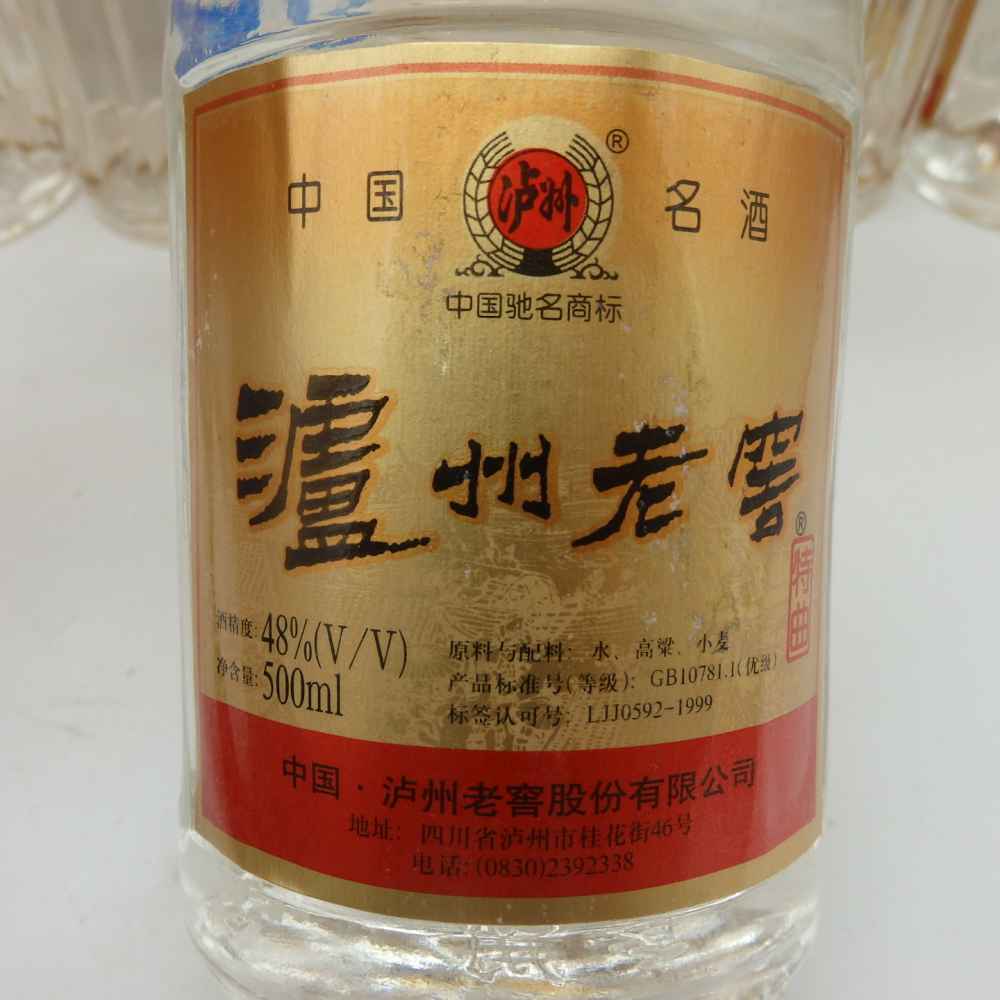 中国 泸州 ® 名酒
中国驰名商标
泸州老窖 ®
特曲
酒精度: 48%(V/V)
净含量: 500ml
原料与配料: 水、高粱、小麦
产品标准号(等级): GB10781.1(优级)
标签认可号: LJJ0592-1999
中国·泸州老窖股份有限公司
地址: 四川省泸州市桂花街46号
电话:(0830)2392338